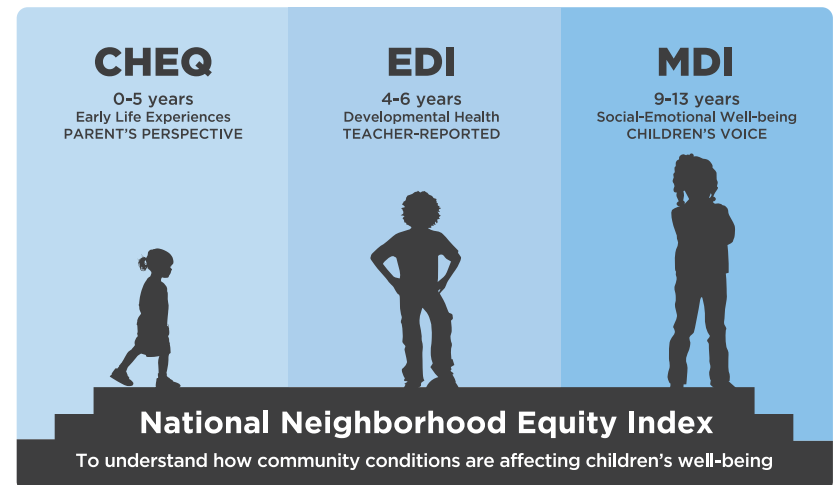 CHEQ
0-5 years
Early Life Experiences
PARENT'S PERSPECTIVE
EDI
4-6 years
Developmental Health
TEACHER-REPORTED
MDI
9-13 years
Social-Emotional Well-being
CHILDREN'S VOICE
National Neighborhood Equity Index
To understand how community conditions are affecting children's well-being